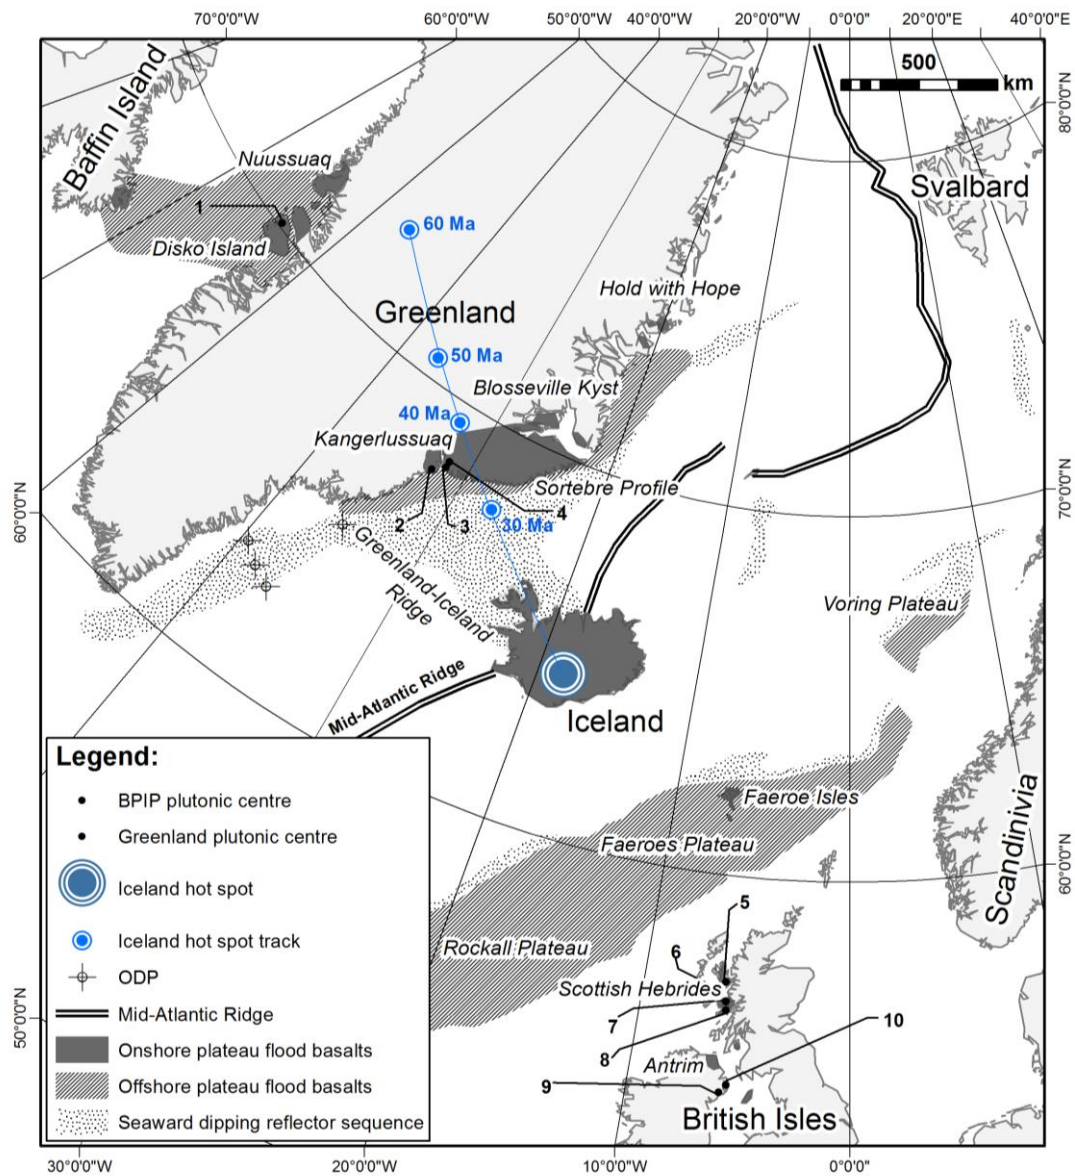 70°0'0"W
60°0'0"W
50°0'0"W
40°0'0"W
30°0'0"W
20°0'0"W
0°0'0"
20°0'0"E
40°0'0"E
500
km
Baffin Island
Nuussuaq
1
Disko Island
60 Ma
Svalbard
80°0'0"N
Hold with Hope
Greenland
50 Ma
Blosseville Kyst
40 Ma
Kangerlussuaq
Sortebre Profile
2
3
4
30 Ma
70°0'0"N
60°0'0"N
Greenland-Iceland
Ridge
Voring Plateau
Mid-Atlantic Ridge
Iceland
Faeroe Isles
Faeroes Plateau
Scandinivia
60°0'0"N
Rockall Plateau
5
6
Scottish Hebrides
7
8
10
Antrim
9
British Isles
50°0'0"N
Legend:
BPIP plutonic centre
Greenland plutonic centre
Iceland hot spot
Iceland hot spot track
ODP
Mid-Atlantic Ridge
Onshore plateau flood basalts
Offshore plateau flood basalts
Seaward dipping reflector sequence
30°0'0"W
20°0'0"W
10°0'0"W
0°0'0"